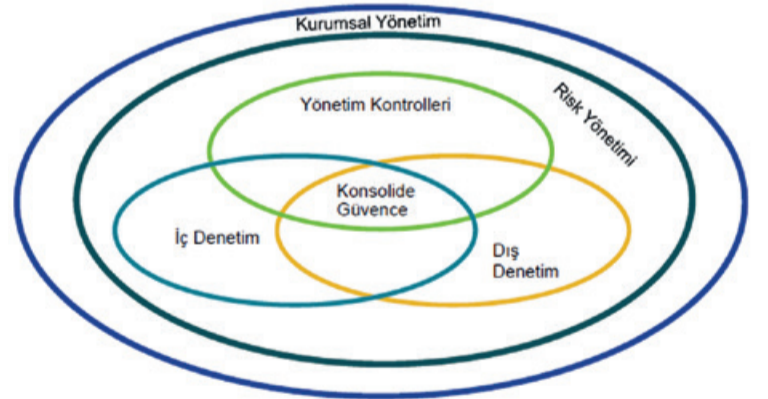 Kurumsal Yönetim
Risk Yönetimi
Yönetim Kontrolleri
Konsolide
Güvence
İç Denetim
Dış
Denetim